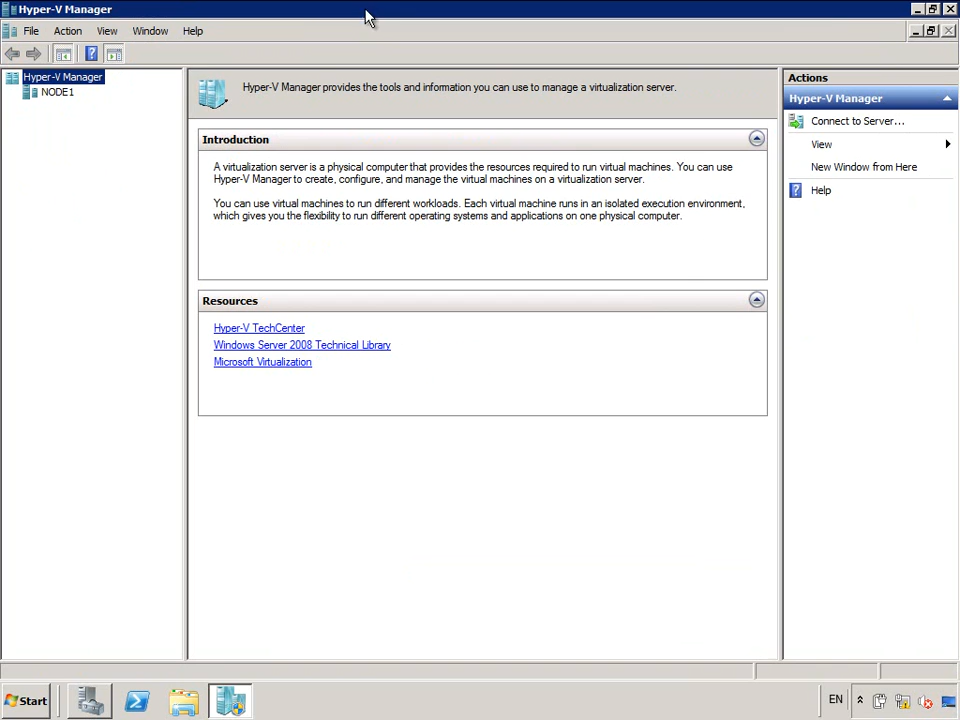 Hyper-V Manager
File Action View Window Help
Hyper-V Manager
NODE1
Hyper-V Manager provides the tools and information you can use to manage a virtualization server.
Introduction
A virtualization server is a physical computer that provides the resources required to run virtual machines. You can use
Hyper-V Manager to create, configure, and manage the virtual machines on a virtualization server.
You can use virtual machines to run different workloads. Each virtual machine runs in an isolated execution environment,
which gives you the flexibility to run different operating systems and applications on one physical computer.
Resources
Hyper-V TechCenter
Windows Server 2008 Technical Library
Microsoft Virtualization
Actions
Hyper-V Manager
Connect to Server...
View
New Window from Here
Help
Start
EN